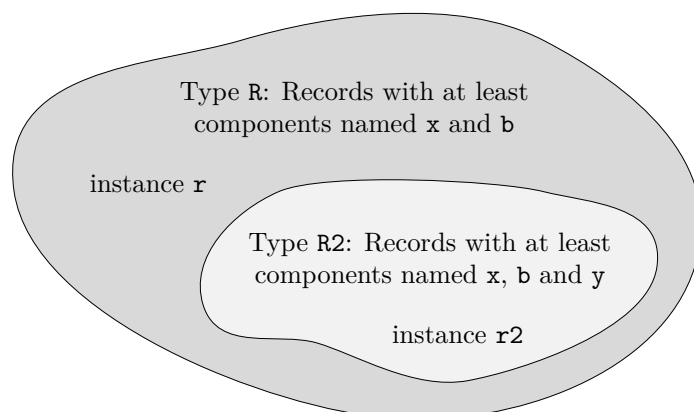 Type R: Records with at least
components named x and b
instance r
Type R2: Records with at least
components named x, b and y
instance r2